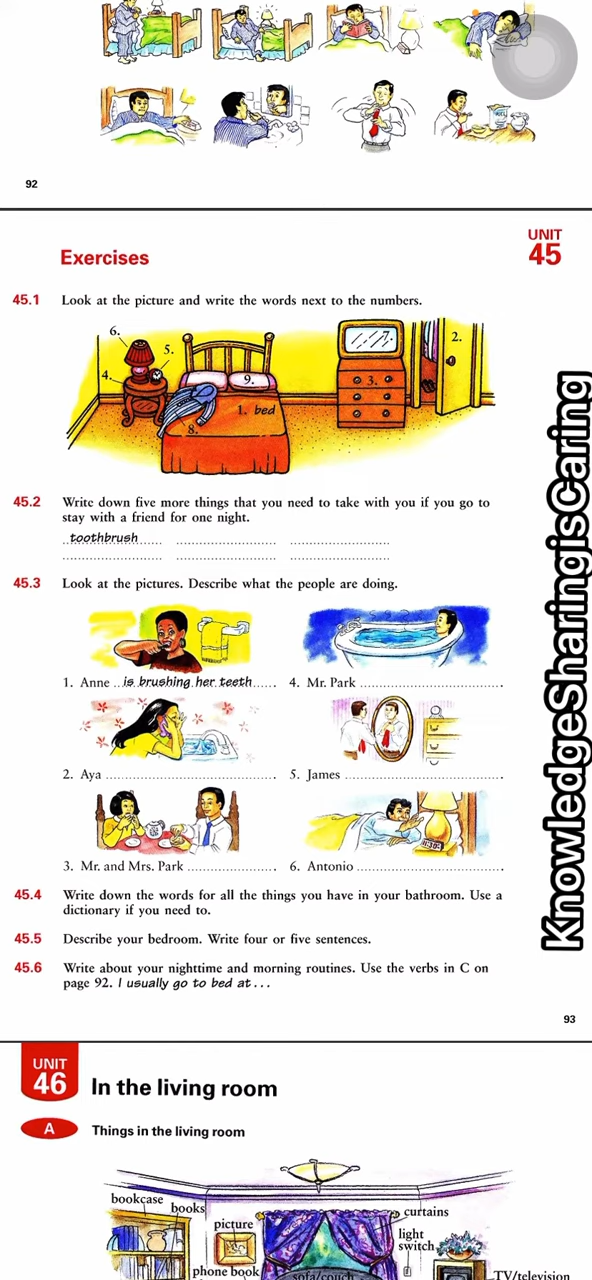 92
UNIT
45
Exercises
45.1 Look at the picture and write the words next to the numbers.
6.
5.
4.
9.
1. bed
8.
7.
3.
2.
45.2 Write down five more things that you need to take with you if you go to
stay with a friend for one night.
toothbrush
45.3 Look at the pictures. Describe what the people are doing.
1. Anne is brushing her teeth
4. Mr. Park
2. Aya
5. James
11:30
3. Mr. and Mrs. Park
6. Antonio
45.4 Write down the words for all the things you have in your bathroom. Use a
dictionary if you need to.
45.5 Describe your bedroom. Write four or five sentences.
45.6 Write about your nighttime and morning routines. Use the verbs in C on
page 92. I usually go to bed at . . .
93
KnowledgeSharingisCaring
UNIT
46
In the living room
A Things in the living room
bookcase
books
picture
curtains
light
switch
phone book
sofa/couch
TV/television